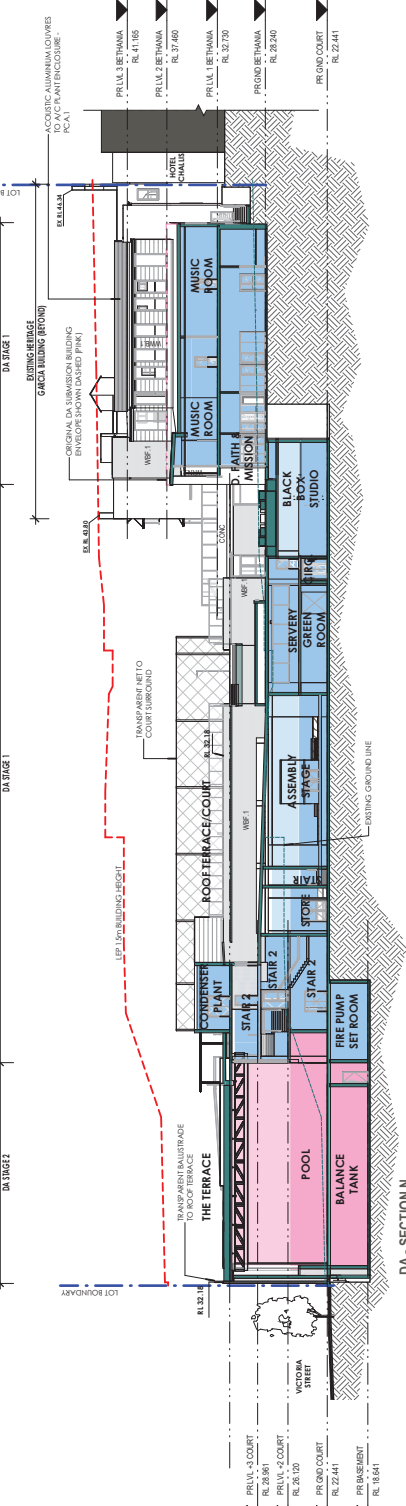 DA STAGE 2
DA STAGE 1
DA STAGE 1
EXISTING HERITAGE
GARCIA BUILDING (BEYOND)
ACOUSTIC ALUMINIUM LOUVRES
TO A/C PLANT ENCLOSURE -
PCA.1
ORIGINAL DA SUBMISSION BUILDING
ENVELOPE SHOWN DASHED (PINK)
EX RL 46.34
EX RL 43.80
LEP 15m BUILDING HEIGHT
TRANSPARENT NET TO
COURT SURROUND
TRANSPARENT BALUSTRADE
TO ROOF TERRACE
LOT BOUNDARY
LOT B
RL 32.18
THE TERRACE
CONDENSER
PLANT
ROOF TERRACE/COURT
RL 32.18
WBF.1
WBF.1
WBF.1
CONC
WINBL1
HOTEL
CHALLIS
MUSIC
ROOM
MUSIC
ROOM
D. FAITH &
MISSION
STAIR 2
STAIR 2
STAIR 2
STORE
STAIR
ASSEMBLY
STAGE
SERVERY
GREEN
ROOM
CIRC.
BLACK
BOX
STUDIO
POOL
BALANCE
TANK
FIRE PUMP
SET ROOM
EXISTING GROUND LINE
VICTORIA
STREET
PR LVL +3 COURT
RL 28.961
PR LVL +2 COURT
RL 26.120
PR GND COURT
RL 22.441
PR BASEMENT
RL 18.641
PR LVL 3 BETHANIA
RL 41.165
PR LVL 2 BETHANIA
RL 37.460
PR LVL 1 BETHANIA
RL 32.730
PR GND BETHANIA
RL 28.240
PR GND COURT
RL 22.441
DA - SECTION N